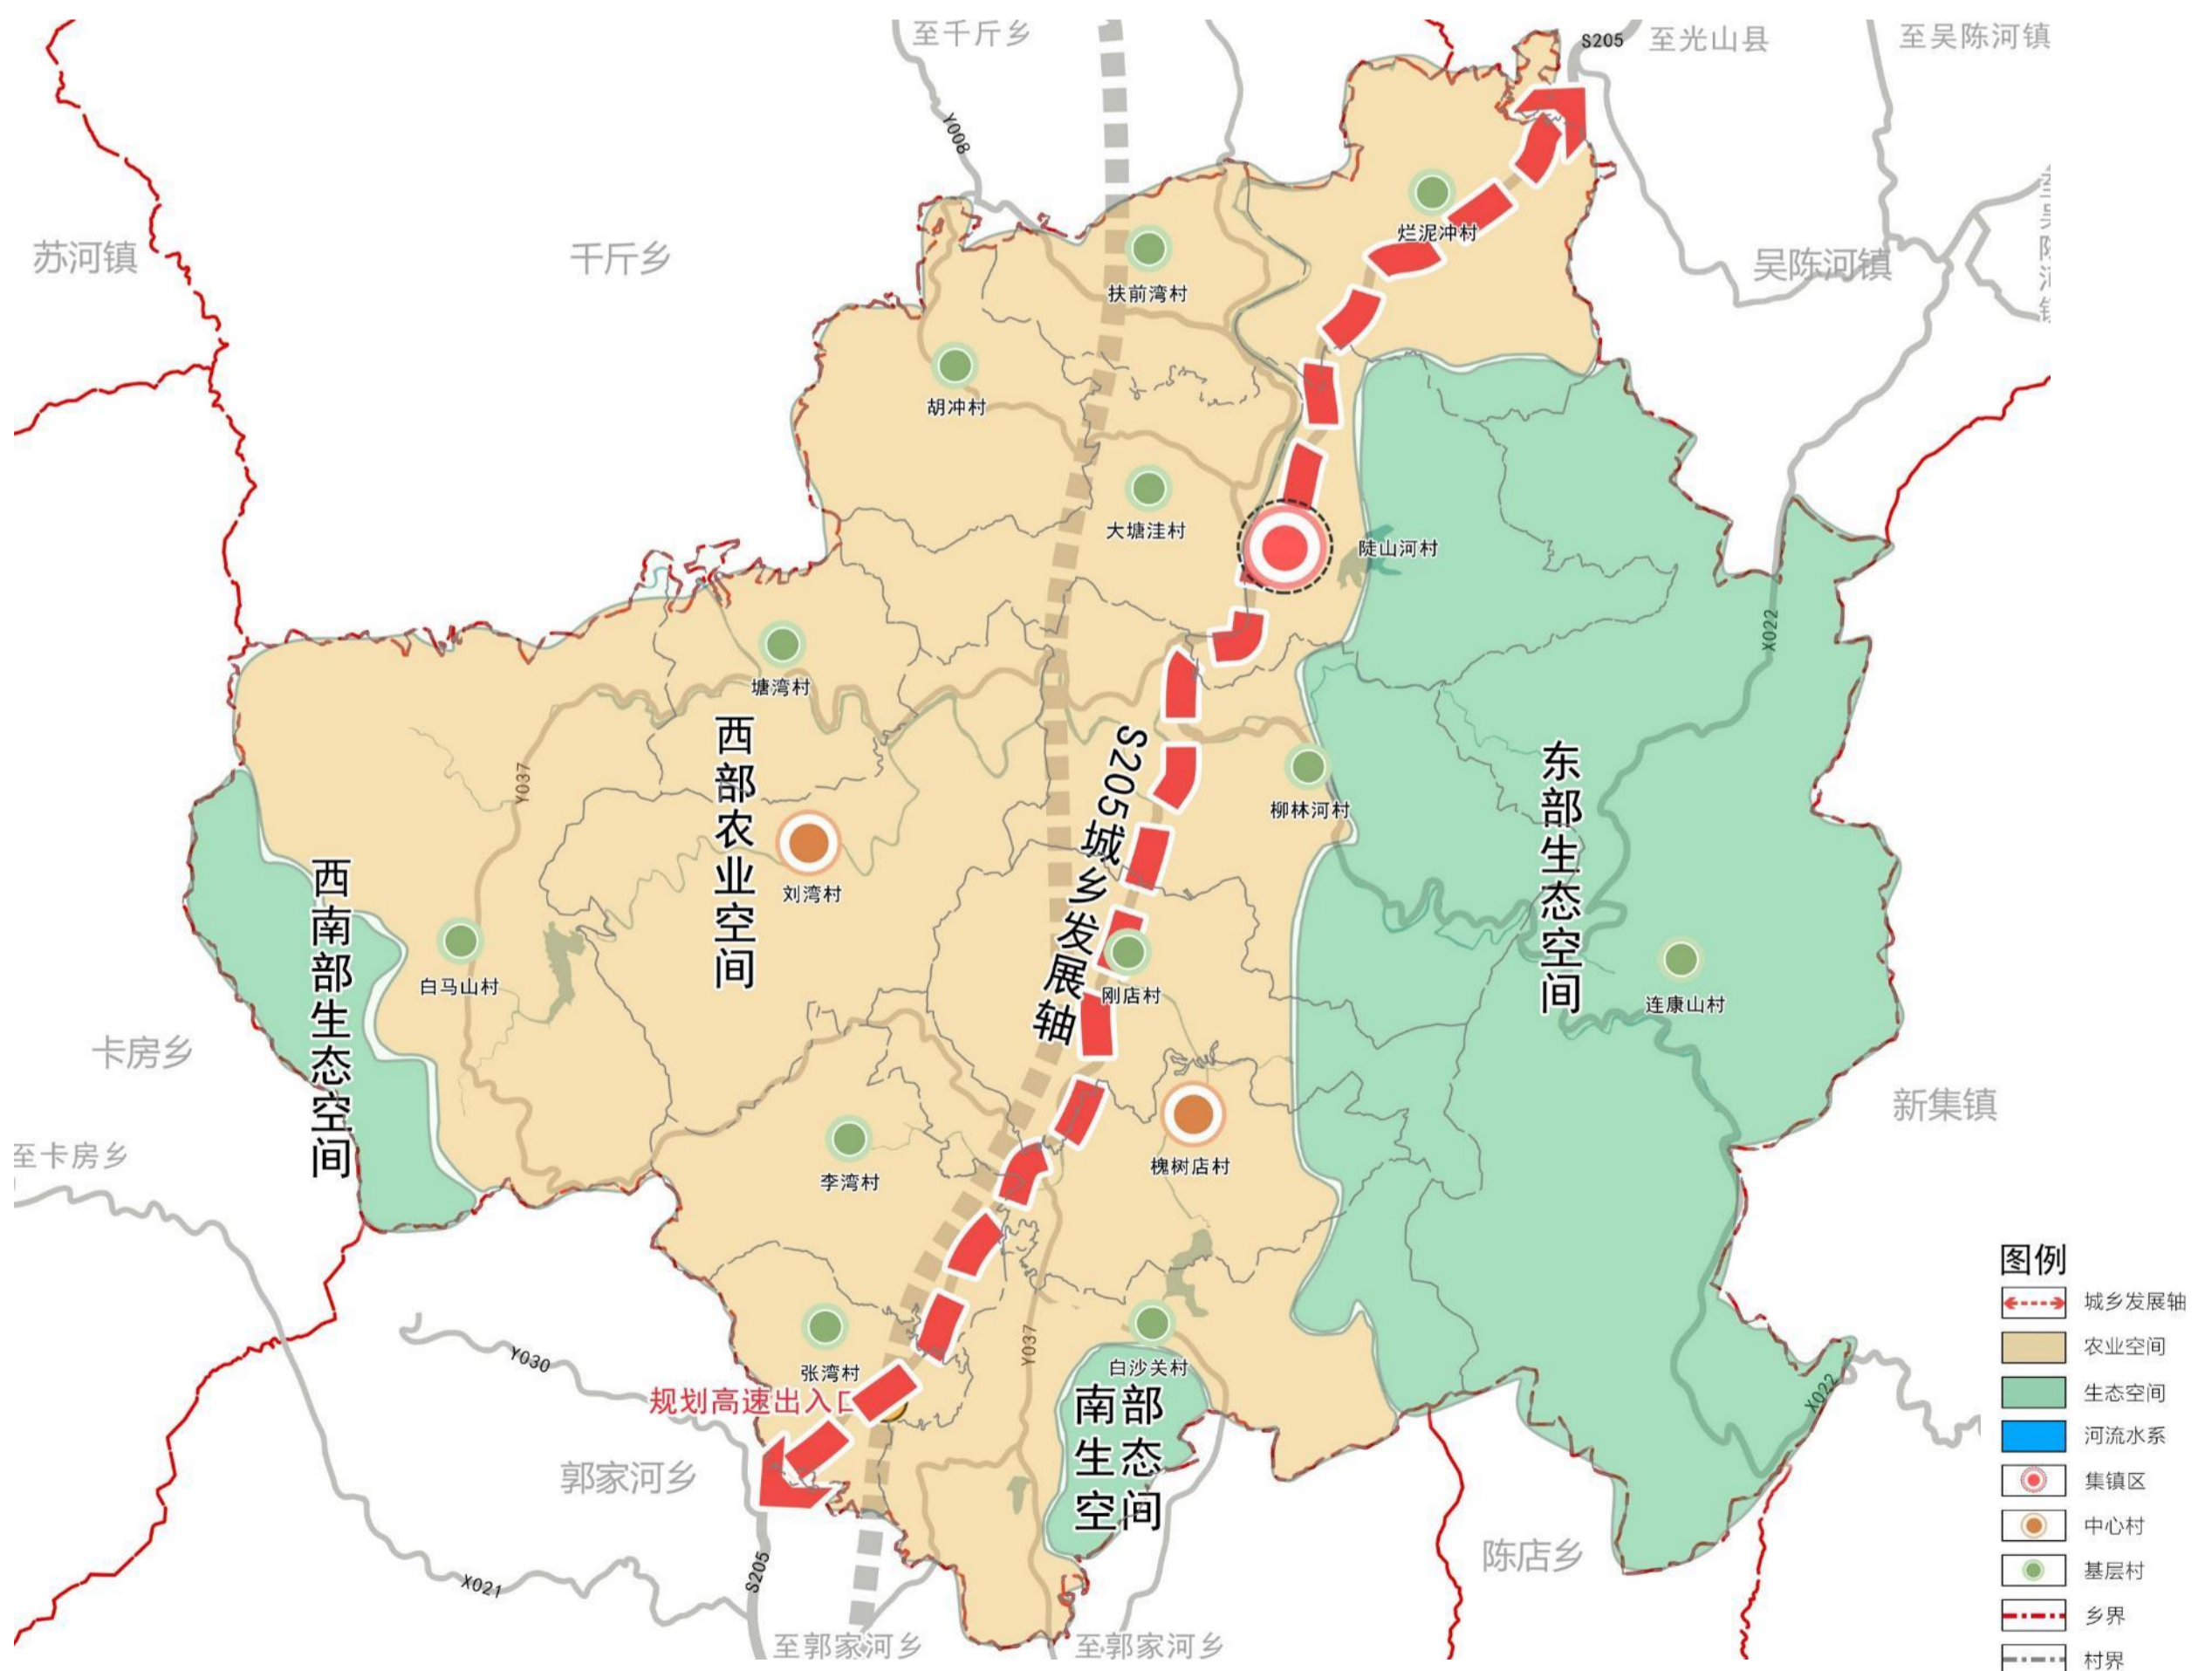 至千斤乡
S205
至光山县
至吴陈河镇
Y008
至吴陈河镇
苏河镇
千斤乡
烂泥冲村
吴陈河镇
扶前湾村
胡冲村
大塘洼村
陡山河村
X022
塘湾村
西部农业空间
S205城乡发展轴
东部生态空间
Y037
柳林河村
刘湾村
西南部生态空间
白马山村
刚店村
连康山村
卡房乡
新集镇
至卡房乡
槐树店村
李湾村
Y037
Y030
张湾村
白沙关村
规划高速出入口
南部
生态
空间
X022
郭家河乡
S205
X021
陈店乡
至郭家河乡
至郭家河乡
图例
城乡发展轴
农业空间
生态空间
河流水系
集镇区
中心村
基层村
乡界
村界